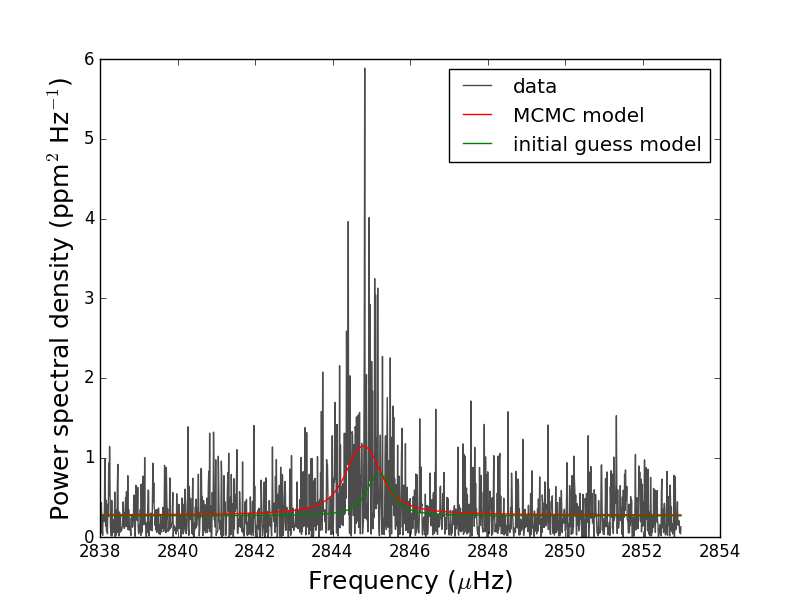 6
5
4
3
2
1
0
Power spectral density (ppm² Hz⁻¹)
data
MCMC model
initial guess model
2838 2840 2842 2844 2846 2848 2850 2852 2854
Frequency (μHz)